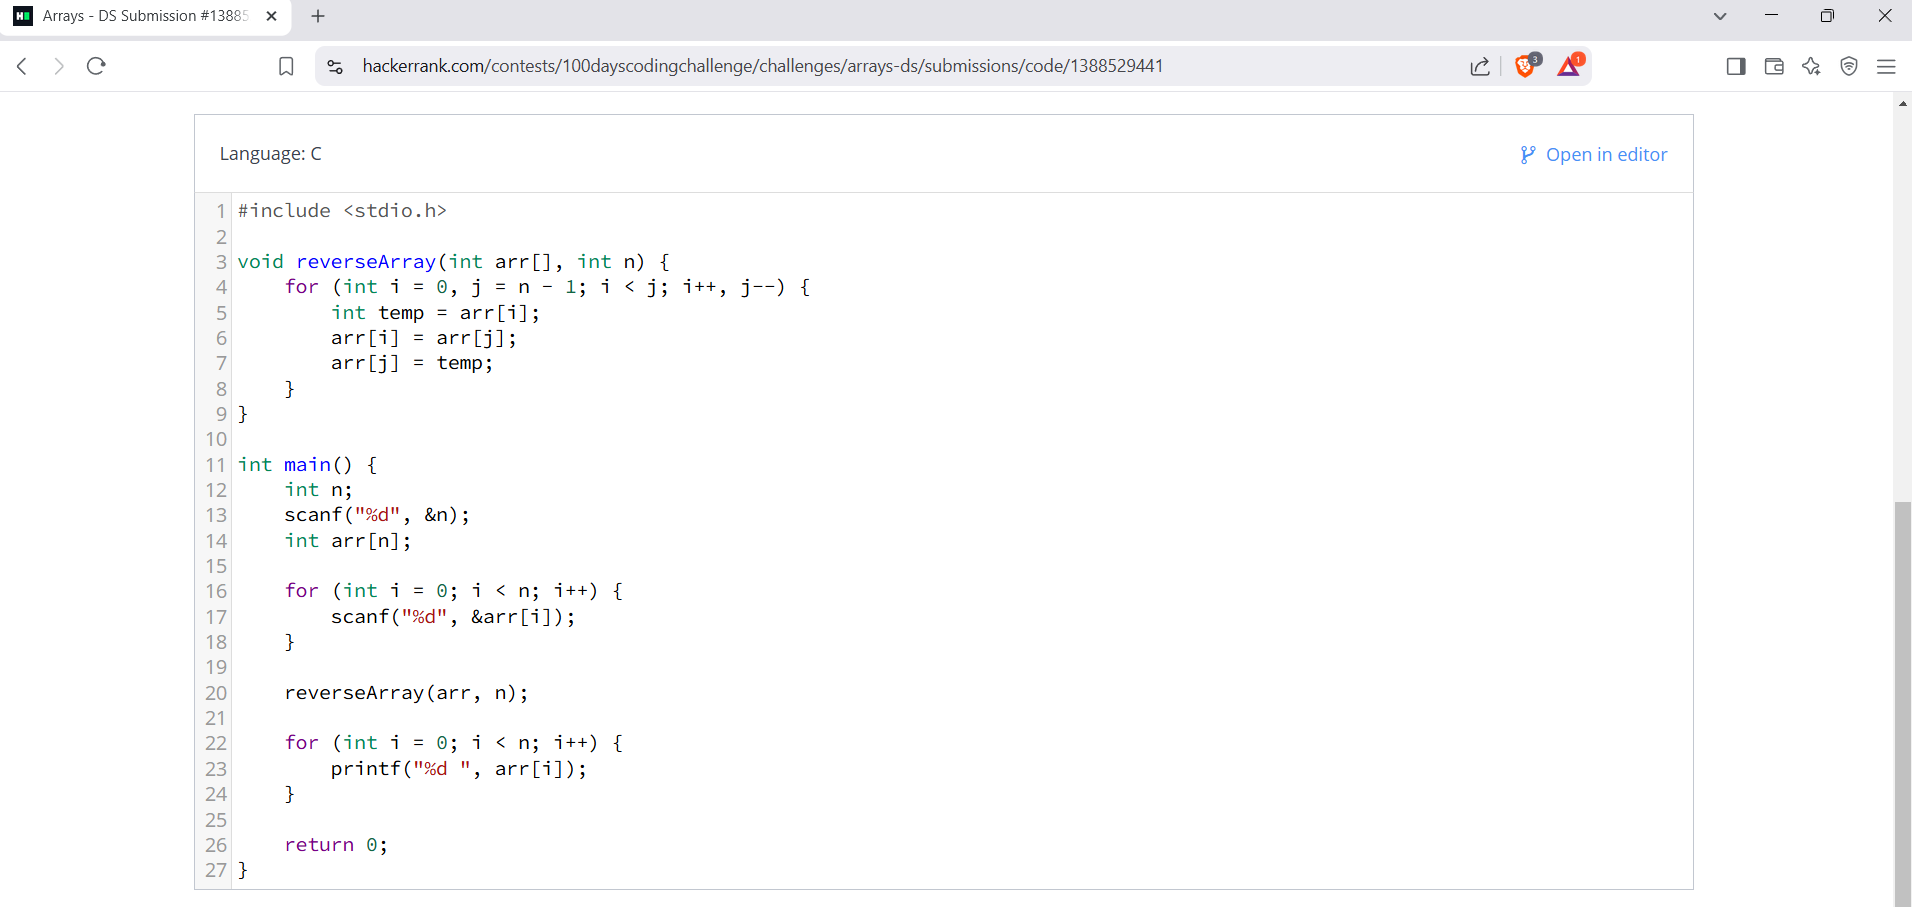 Arrays - DS Submission #13885
hackerrank.com/contests/100dayscodingchallenge/challenges/arrays-ds/submissions/code/1388529441
3
1
Language: C
Open in editor
1 #include <stdio.h>
2
3 void reverseArray(int arr[], int n) {
4     for (int i = 0, j = n - 1; i < j; i++, j--) {
5         int temp = arr[i];
6         arr[i] = arr[j];
7         arr[j] = temp;
8     }
9 }
10
11 int main() {
12     int n;
13     scanf("%d", &n);
14     int arr[n];
15
16     for (int i = 0; i < n; i++) {
17         scanf("%d", &arr[i]);
18     }
19
20     reverseArray(arr, n);
21
22     for (int i = 0; i < n; i++) {
23         printf("%d ", arr[i]);
24     }
25
26     return 0;
27 }